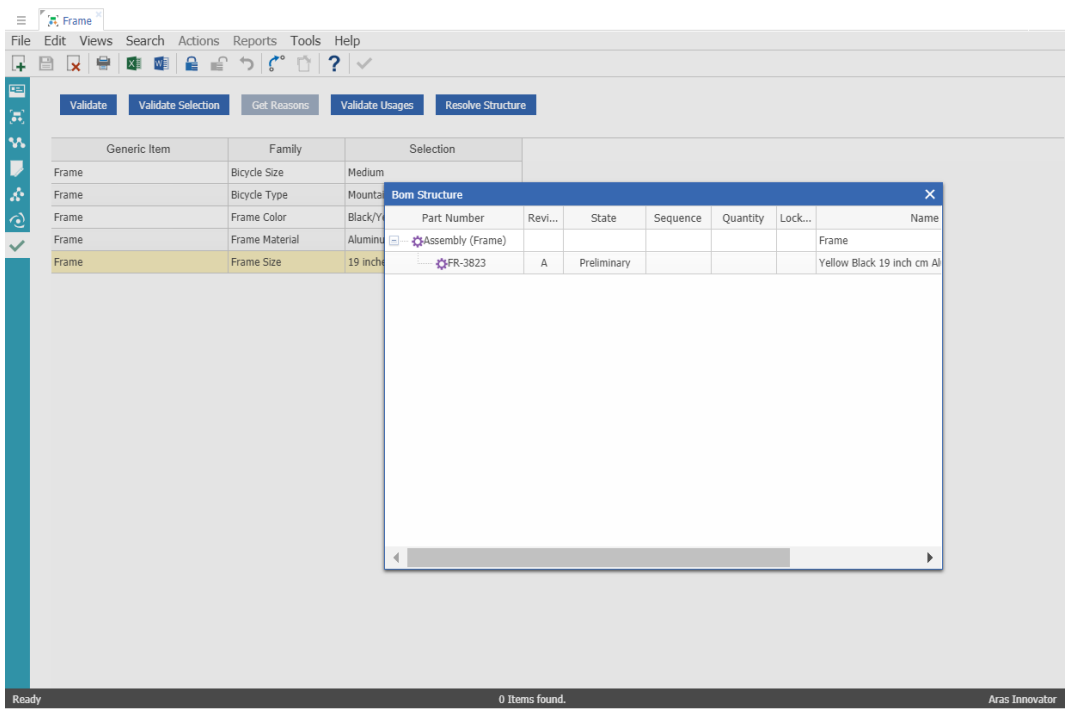 Frame
File Edit Views Search Actions Reports Tools Help
Validate Validate Selection Get Reasons Validate Usages Resolve Structure
Generic Item Family Selection
Frame Bicycle Size Medium
Frame Bicycle Type Mountai
Frame Frame Color Black/Ye
Frame Frame Material Aluminu
Frame Frame Size 19 inche
Bom Structure
Part Number Revi... State Sequence Quantity Lock... Name
Assembly (Frame) Frame
FR-3823 A Preliminary Yellow Black 19 inch cm Al
Ready 0 Items found. Aras Innovator